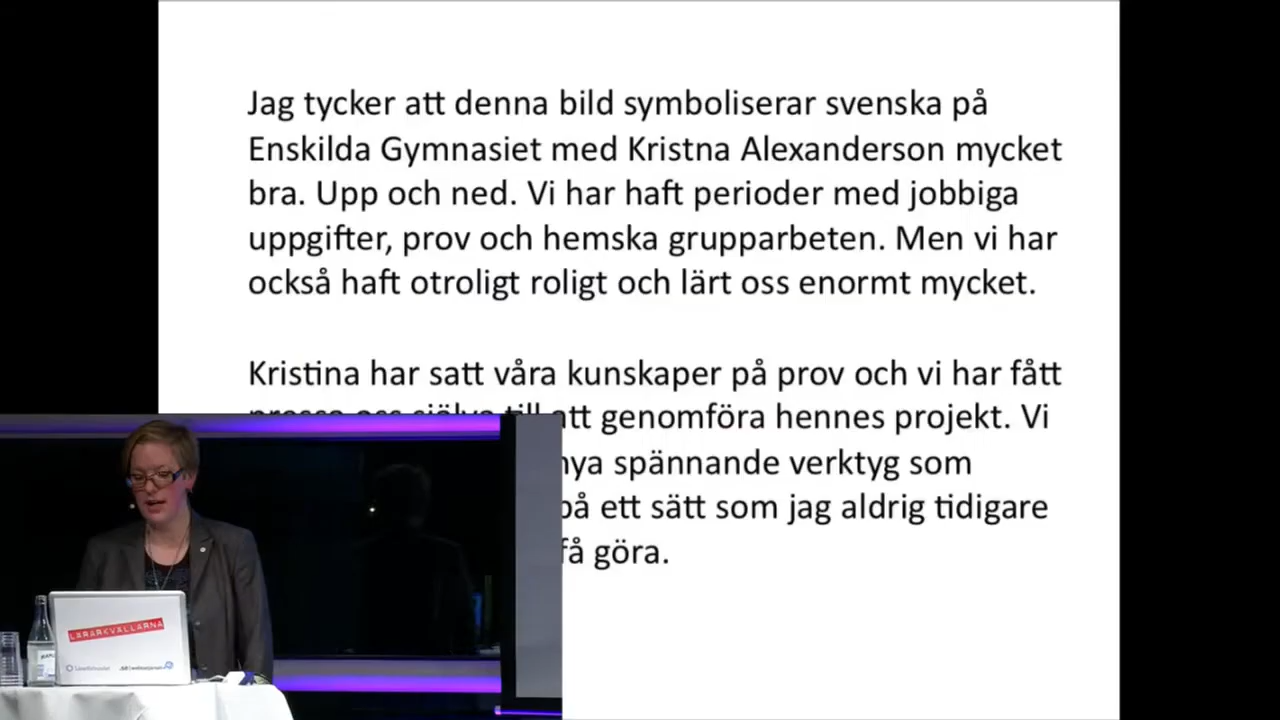 Jag tycker att denna bild symboliserar svenska på
Enskilda Gymnasiet med Kristna Alexanderson mycket
bra. Upp och ned. Vi har haft perioder med jobbiga
uppgifter, prov och hemska grupparbeten. Men vi har
också haft otroligt roligt och lärt oss enormt mycket.
Kristina har satt våra kunskaper på prov och vi har fått
pressa oss själva till att genomföra hennes projekt. Vi
nya spännande verktyg som
på ett sätt som jag aldrig tidigare
få göra.
LÄRARKVÄLLARNA